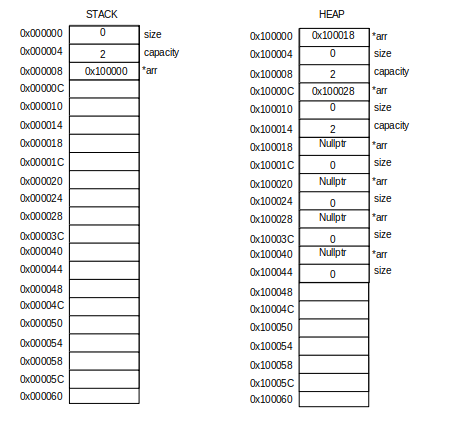 STACK HEAP
0x000000 0 size 0x100000 0x100018 *arr
0x000004 2 capacity 0x100004 0 size
0x000008 0x100000 *arr 0x100008 2 capacity
0x00000C 0x10000C 0x100028 *arr
0x000010 0x100010 0 size
0x000014 0x100014 2 capacity
0x000018 0x100018 Nullptr *arr
0x00001C 0x10001C 0 size
0x000020 0x100020 Nullptr *arr
0x000024 0x100024 0 size
0x000028 0x100028 Nullptr *arr
0x00003C 0x10003C 0 size
0x000040 0x100040 Nullptr *arr
0x000044 0x100044 0 size
0x000048 0x100048
0x00004C 0x10004C
0x000050 0x100050
0x000054 0x100054
0x000058 0x100058
0x00005C 0x10005C
0x000060 0x100060